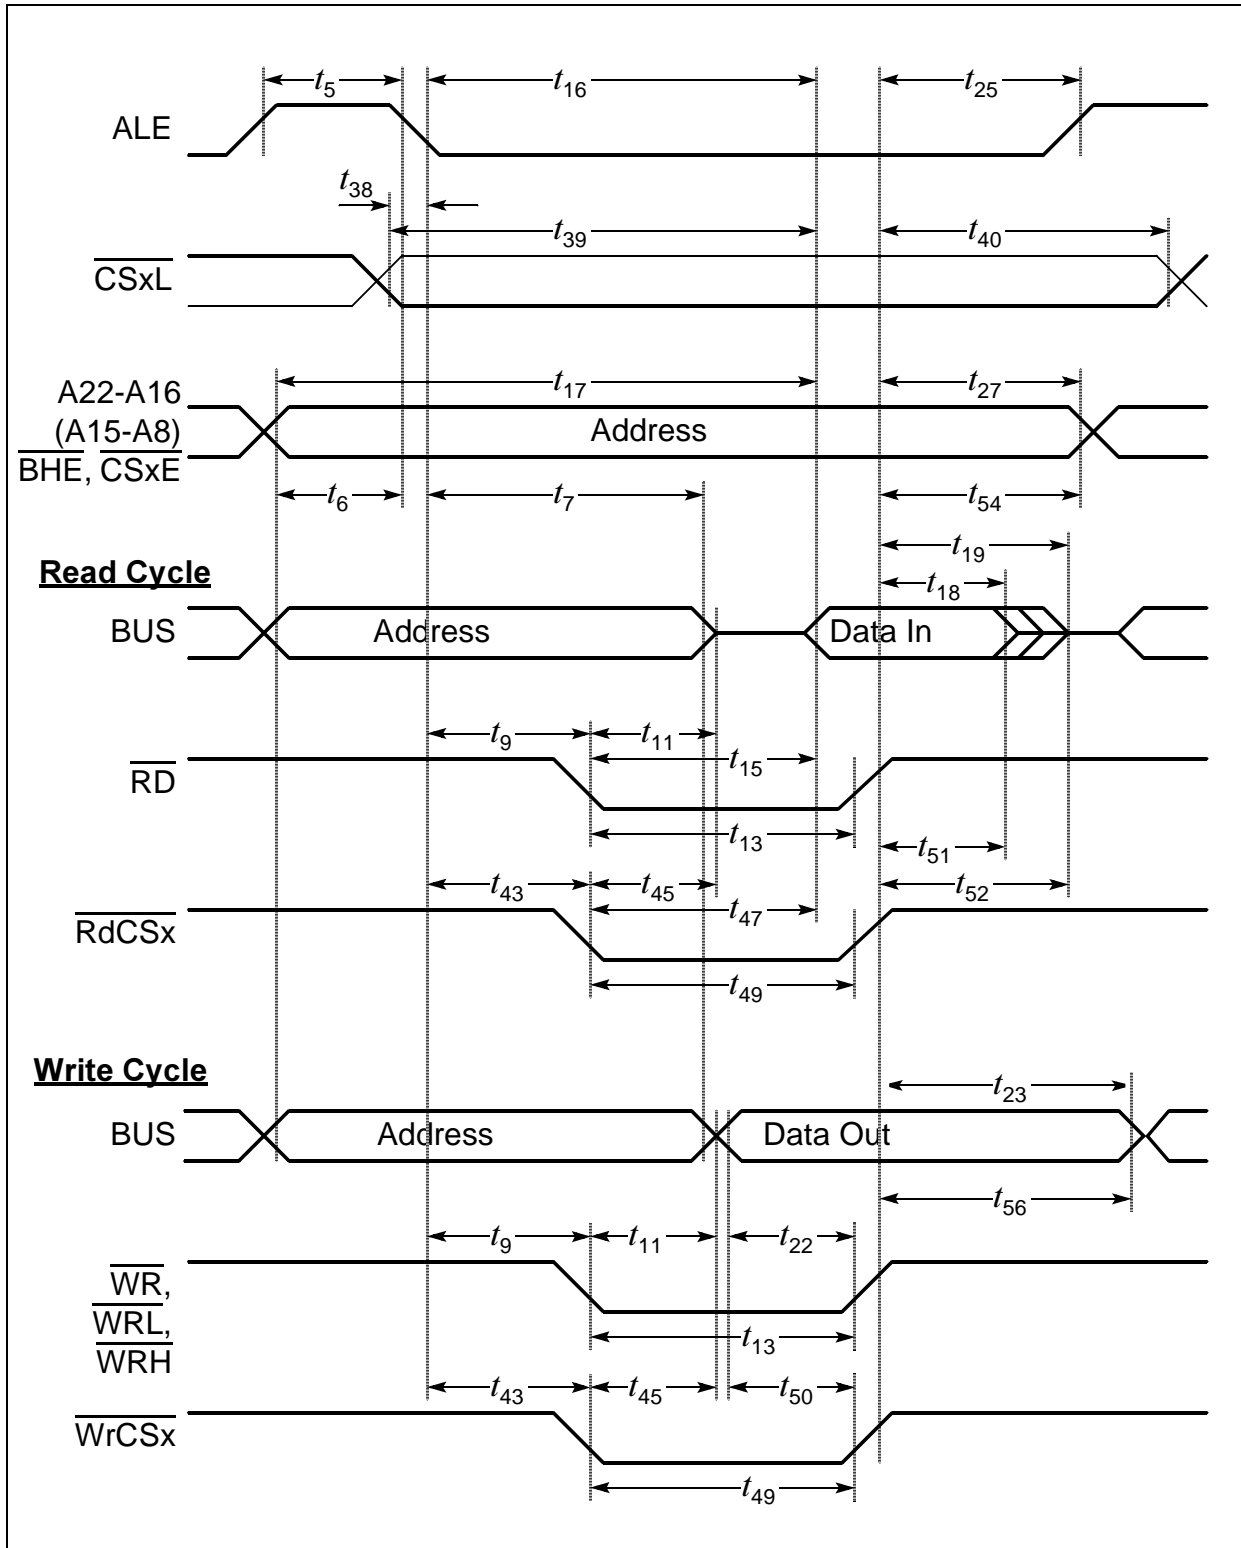 t5 t16 t25
ALE
t38
t39 t40
CSxL
t17 t27
A22-A16
(A15-A8)
BHE, CSxE
Address
t6 t7 t54
t19
Read Cycle
t18
BUS Address Data In
t9 t11
t15
RD
t13
t51
t43 t45 t52
t47
RdCSx
t49
Write Cycle
t23
BUS Address Data Out
t56
t9 t11 t22
WR,
WRL,
WRH
t13
t43 t45 t50
WrCSx
t49